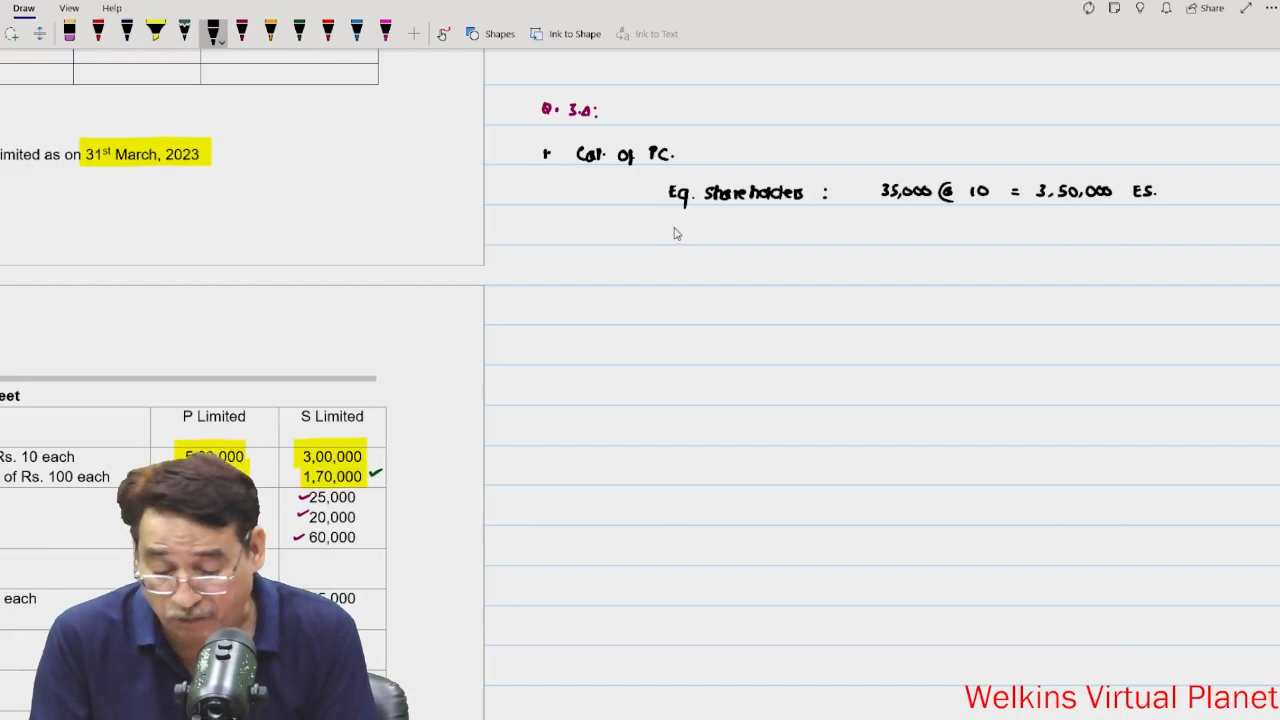 Draw View Help
Share
Shapes Ink to Shape Ink to Text
Q. 3.A:
Cal. of PC.
imited as on 31st March, 2023
Eq. Shareholders : 35,000 @ 10 = 3,50,000 ES.
eet
P Limited S Limited
Rs. 10 each 3,00,000
of Rs. 100 each 1,70,000
25,000
20,000
60,000
each
Welkins Virtual Planet